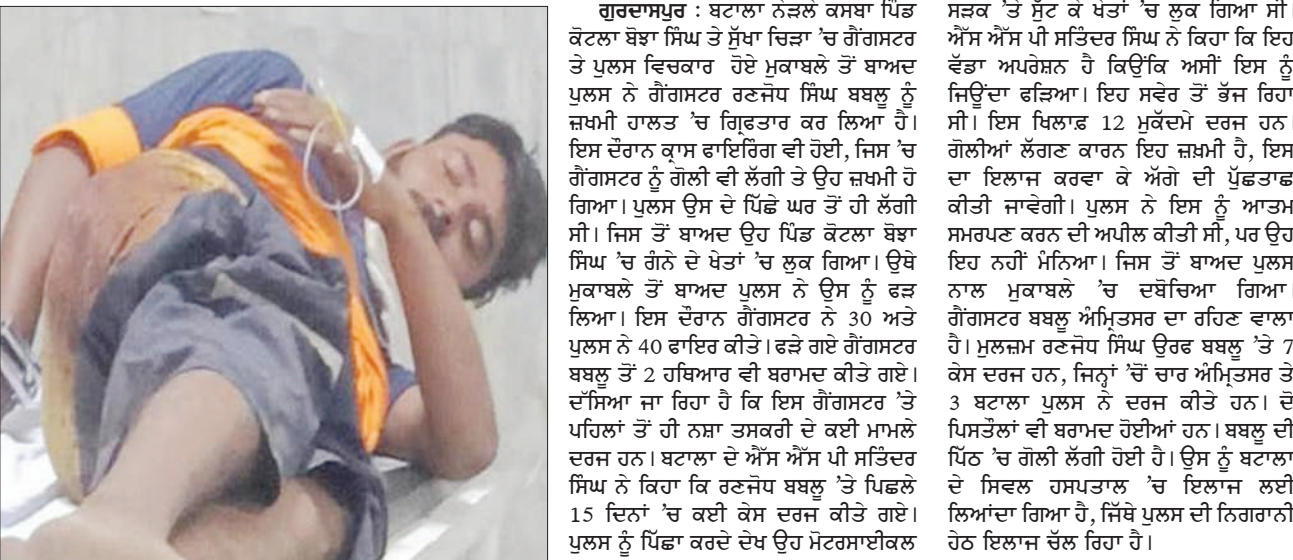 ਗੁਰਦਾਸਪੁਰ : ਬਟਾਲਾ ਨੇੜਲੇ ਕਸਬਾ ਪਿੰਡ
ਕੋਟਲਾ ਬੋਝਾ ਸਿੰਘ ਤੇ ਸੁੱਖਾ ਚਿੜਾ ’ਚ ਗੈਂਗਸਟਰ
ਤੇ ਪੁਲਸ ਵਿਚਕਾਰ ਹੋਏ ਮੁਕਾਬਲੇ ਤੋਂ ਬਾਅਦ
ਪੁਲਸ ਨੇ ਗੈਂਗਸਟਰ ਰਣਜੋਧ ਸਿੰਘ ਬਬਲੂ ਨੂੰ
ਜ਼ਖਮੀ ਹਾਲਤ ’ਚ ਗ੍ਰਿਫਤਾਰ ਕਰ ਲਿਆ ਹੈ।
ਇਸ ਦੌਰਾਨ ਕ੍ਰਾਸ ਫਾਇਰਿੰਗ ਵੀ ਹੋਈ, ਜਿਸ ’ਚ
ਗੈਂਗਸਟਰ ਨੂੰ ਗੋਲੀ ਵੀ ਲੱਗੀ ਤੇ ਉਹ ਜ਼ਖਮੀ ਹੋ
ਗਿਆ। ਪੁਲਸ ਉਸ ਦੇ ਪਿੱਛੇ ਘਰ ਤੋਂ ਹੀ ਲੱਗੀ
ਸੀ। ਜਿਸ ਤੋਂ ਬਾਅਦ ਉਹ ਪਿੰਡ ਕੋਟਲਾ ਬੋਝਾ
ਸਿੰਘ ’ਚ ਗੰਨੇ ਦੇ ਖੇਤਾਂ ’ਚ ਲੁਕ ਗਿਆ। ਉਥੇ
ਮੁਕਾਬਲੇ ਤੋਂ ਬਾਅਦ ਪੁਲਸ ਨੇ ਉਸ ਨੂੰ ਫੜ
ਲਿਆ। ਇਸ ਦੌਰਾਨ ਗੈਂਗਸਟਰ ਨੇ 30 ਅਤੇ
ਪੁਲਸ ਨੇ 40 ਫਾਇਰ ਕੀਤੇ। ਫੜੇ ਗਏ ਗੈਂਗਸਟਰ
ਬਬਲੂ ਤੋਂ 2 ਹਥਿਆਰ ਵੀ ਬਰਾਮਦ ਕੀਤੇ ਗਏ।
ਦੱਸਿਆ ਜਾ ਰਿਹਾ ਹੈ ਕਿ ਇਸ ਗੈਂਗਸਟਰ ’ਤੇ
ਪਹਿਲਾਂ ਤੋਂ ਹੀ ਨਸ਼ਾ ਤਸਕਰੀ ਦੇ ਕਈ ਮਾਮਲੇ
ਦਰਜ ਹਨ। ਬਟਾਲਾ ਦੇ ਐੱਸ ਐੱਸ ਪੀ ਸਤਿੰਦਰ
ਸਿੰਘ ਨੇ ਕਿਹਾ ਕਿ ਰਣਜੋਧ ਬਬਲੂ ’ਤੇ ਪਿਛਲੇ
15 ਦਿਨਾਂ ’ਚ ਕਈ ਕੇਸ ਦਰਜ ਕੀਤੇ ਗਏ।
ਪੁਲਸ ਨੂੰ ਪਿੱਛਾ ਕਰਦੇ ਦੇਖ ਉਹ ਮੋਟਰਸਾਈਕਲ
ਸੜਕ ’ਤੇ ਸੁੱਟ ਕੇ ਖੇਤਾਂ ’ਚ ਲੁਕ ਗਿਆ ਸੀ।
ਐੱਸ ਐੱਸ ਪੀ ਸਤਿੰਦਰ ਸਿੰਘ ਨੇ ਕਿਹਾ ਕਿ ਇਹ
ਵੱਡਾ ਅਪਰੇਸ਼ਨ ਹੈ ਕਿਉਂਕਿ ਅਸੀਂ ਇਸ ਨੂੰ
ਜਿਊਂਦਾ ਫੜਿਆ। ਇਹ ਸਵੇਰ ਤੋਂ ਭੱਜ ਰਿਹਾ
ਸੀ। ਇਸ ਖਿਲਾਫ਼ 12 ਮੁਕੱਦਮੇ ਦਰਜ ਹਨ।
ਗੋਲੀਆਂ ਲੱਗਣ ਕਾਰਨ ਇਹ ਜ਼ਖ਼ਮੀ ਹੈ, ਇਸ
ਦਾ ਇਲਾਜ ਕਰਵਾ ਕੇ ਅੱਗੇ ਦੀ ਪੁੱਛਤਾਛ
ਕੀਤੀ ਜਾਵੇਗੀ। ਪੁਲਸ ਨੇ ਇਸ ਨੂੰ ਆਤਮ
ਸਮਰਪਣ ਕਰਨ ਦੀ ਅਪੀਲ ਕੀਤੀ ਸੀ, ਪਰ ਉਹ
ਇਹ ਨਹੀਂ ਮੰਨਿਆ। ਜਿਸ ਤੋਂ ਬਾਅਦ ਪੁਲਸ
ਨਾਲ ਮੁਕਾਬਲੇ ’ਚ ਦਬੋਚਿਆ ਗਿਆ।
ਗੈਂਗਸਟਰ ਬਬਲੂ ਅੰਮ੍ਰਿਤਸਰ ਦਾ ਰਹਿਣ ਵਾਲਾ
ਹੈ। ਮੁਲਜ਼ਮ ਰਣਜੋਧ ਸਿੰਘ ਉਰਫ ਬਬਲੂ ’ਤੇ 7
ਕੇਸ ਦਰਜ ਹਨ, ਜਿਨ੍ਹਾਂ ’ਚੋਂ ਚਾਰ ਅੰਮ੍ਰਿਤਸਰ ਤੇ
3 ਬਟਾਲਾ ਪੁਲਸ ਨੇ ਦਰਜ ਕੀਤੇ ਹਨ। ਦੋ
ਪਿਸਤੌਲਾਂ ਵੀ ਬਰਾਮਦ ਹੋਈਆਂ ਹਨ। ਬਬਲੂ ਦੀ
ਪਿੱਠ ’ਚ ਗੋਲੀ ਲੱਗੀ ਹੋਈ ਹੈ। ਉਸ ਨੂੰ ਬਟਾਲਾ
ਦੇ ਸਿਵਲ ਹਸਪਤਾਲ ’ਚ ਇਲਾਜ ਲਈ
ਲਿਆਂਦਾ ਗਿਆ ਹੈ, ਜਿੱਥੇ ਪੁਲਸ ਦੀ ਨਿਗਰਾਨੀ
ਹੇਠ ਇਲਾਜ ਚੱਲ ਰਿਹਾ ਹੈ।